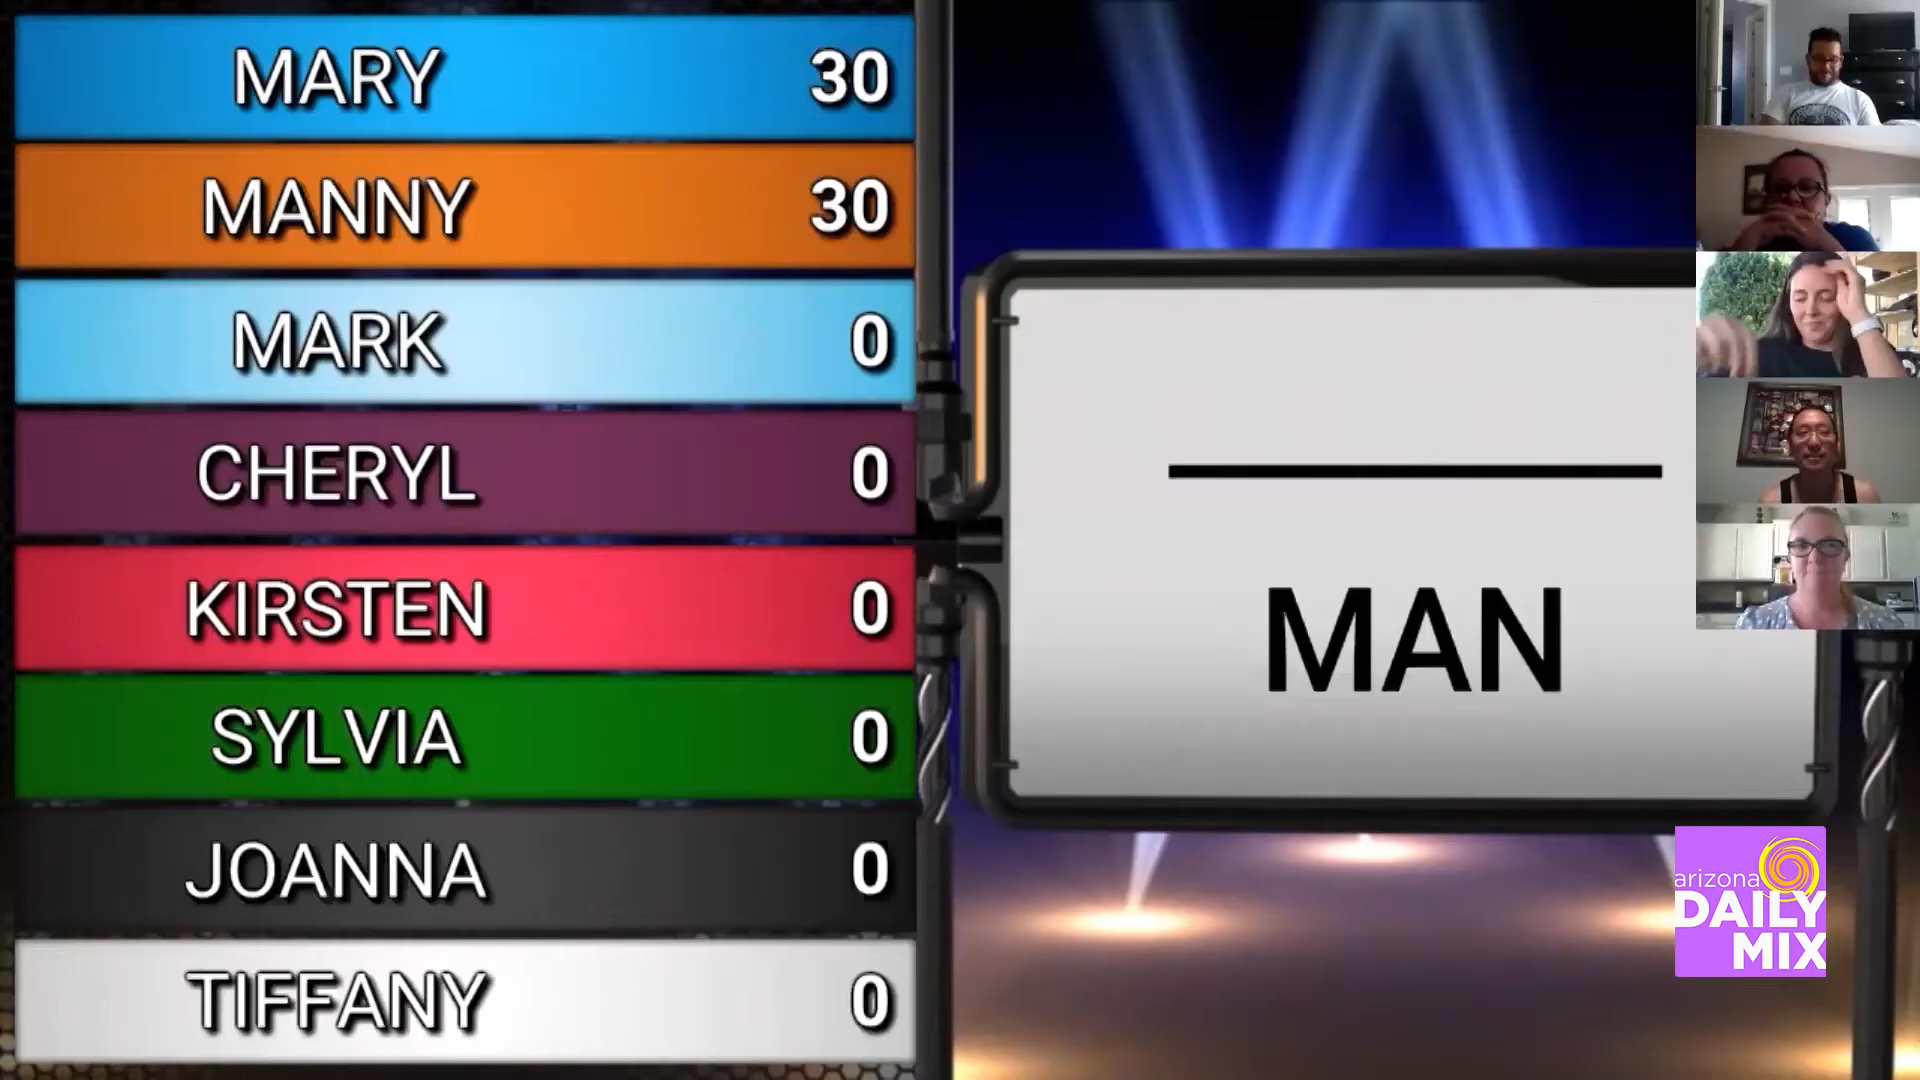 MARY 30
MANNY 30
MARK 0
CHERYL 0
KIRSTEN 0
SYLVIA 0
JOANNA 0
TIFFANY 0
MAN
arizona
DAILY
MIX